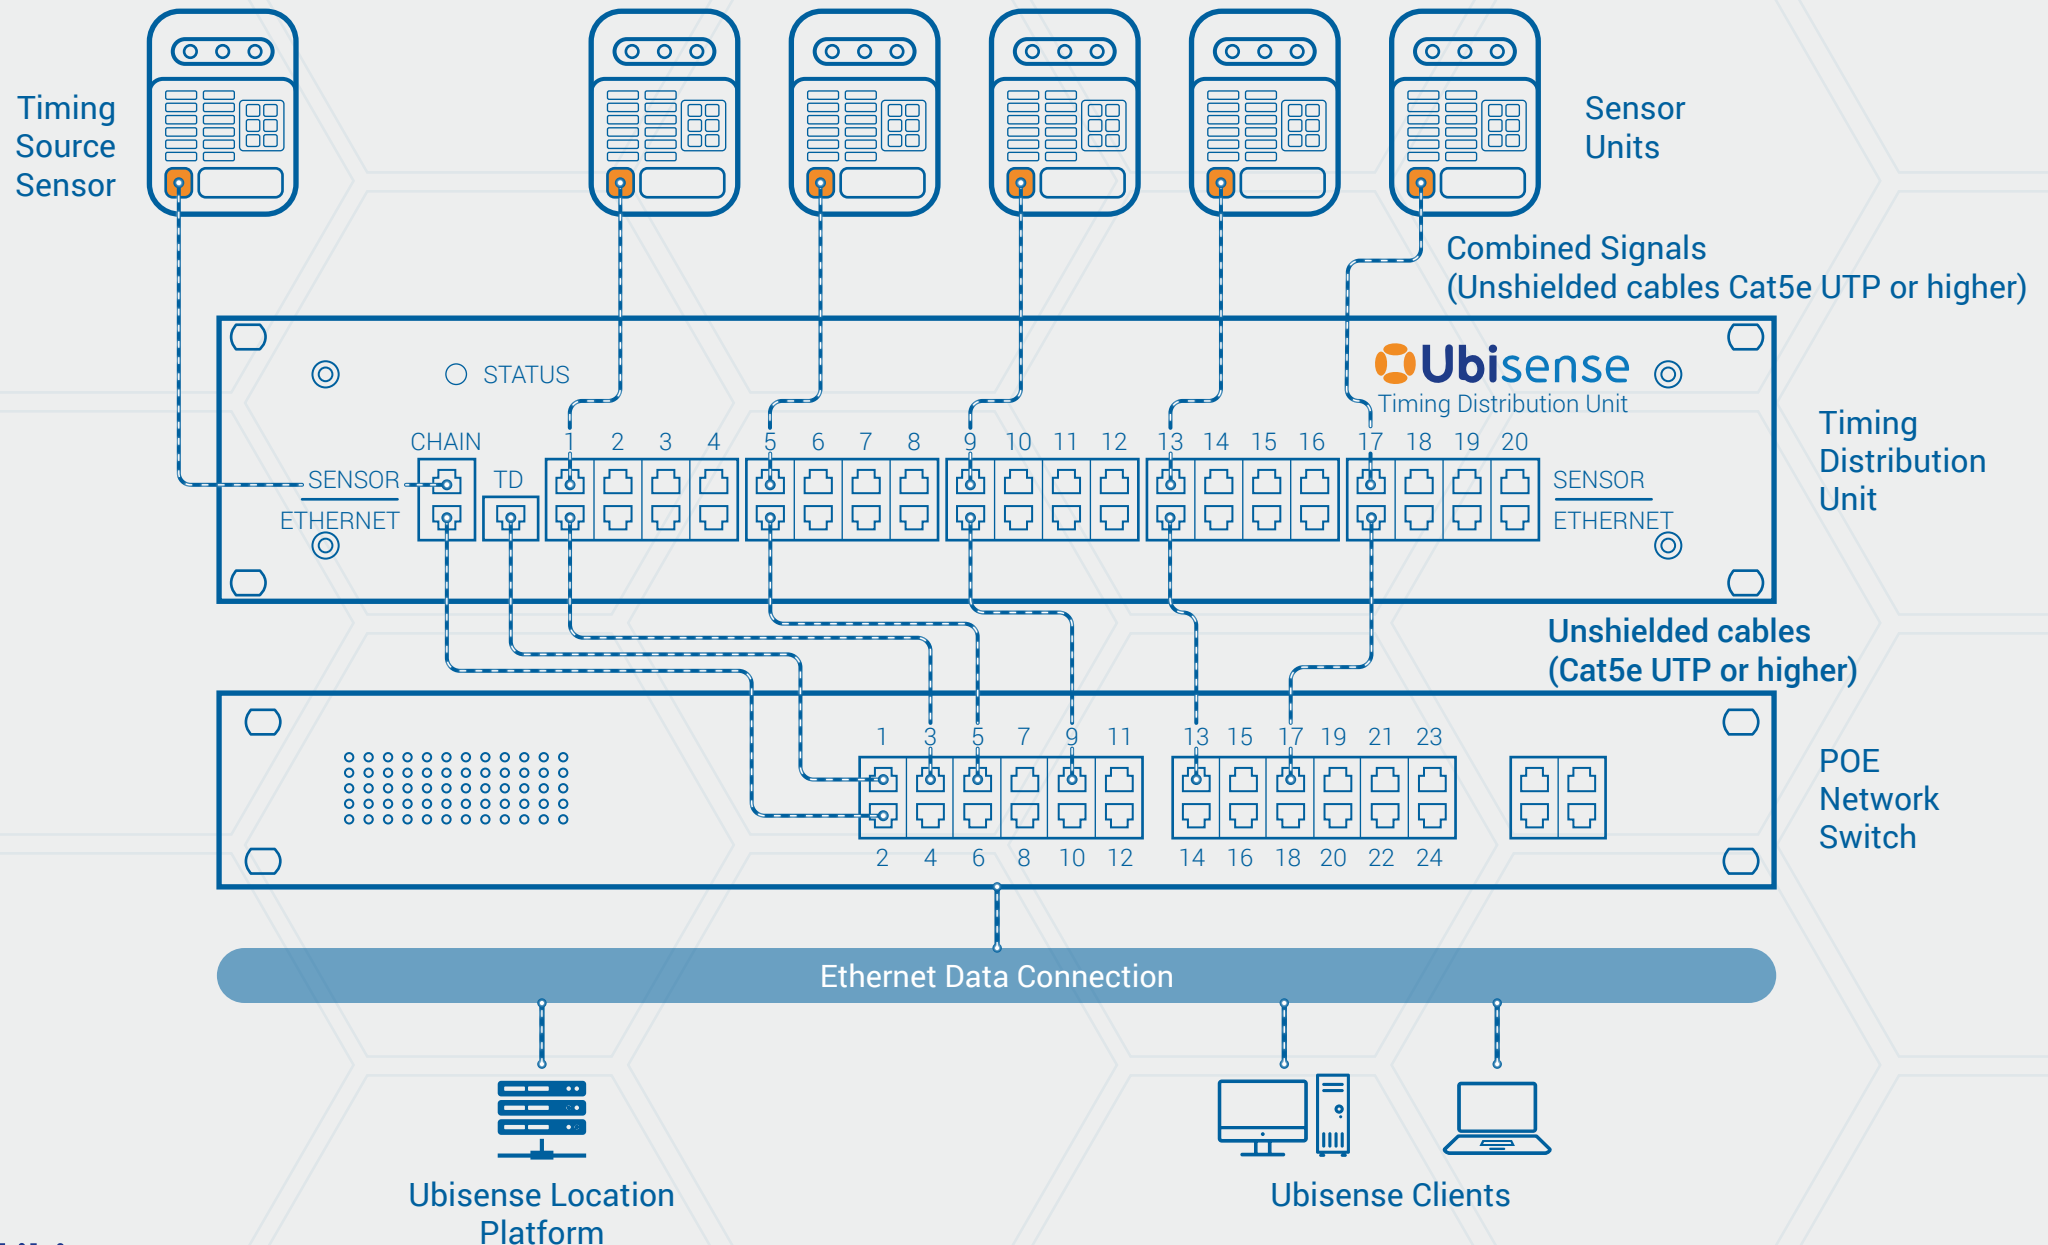 Timing
Source
Sensor
Sensor
Units
Combined Signals
(Unshielded cables Cat5e UTP or higher)
STATUS
Ubisense
Timing Distribution Unit
CHAIN
1 2 3 4 5 6 7 8 9 10 11 12 13 14 15 16 17 18 19 20
SENSOR
ETHERNET
TD
SENSOR
ETHERNET
Timing
Distribution
Unit
Unshielded cables
(Cat5e UTP or higher)
1 3 5 7 9 11 13 15 17 19 21 23
2 4 6 8 10 12 14 16 18 20 22 24
POE
Network
Switch
Ethernet Data Connection
Ubisense Location
Platform
Ubisense Clients